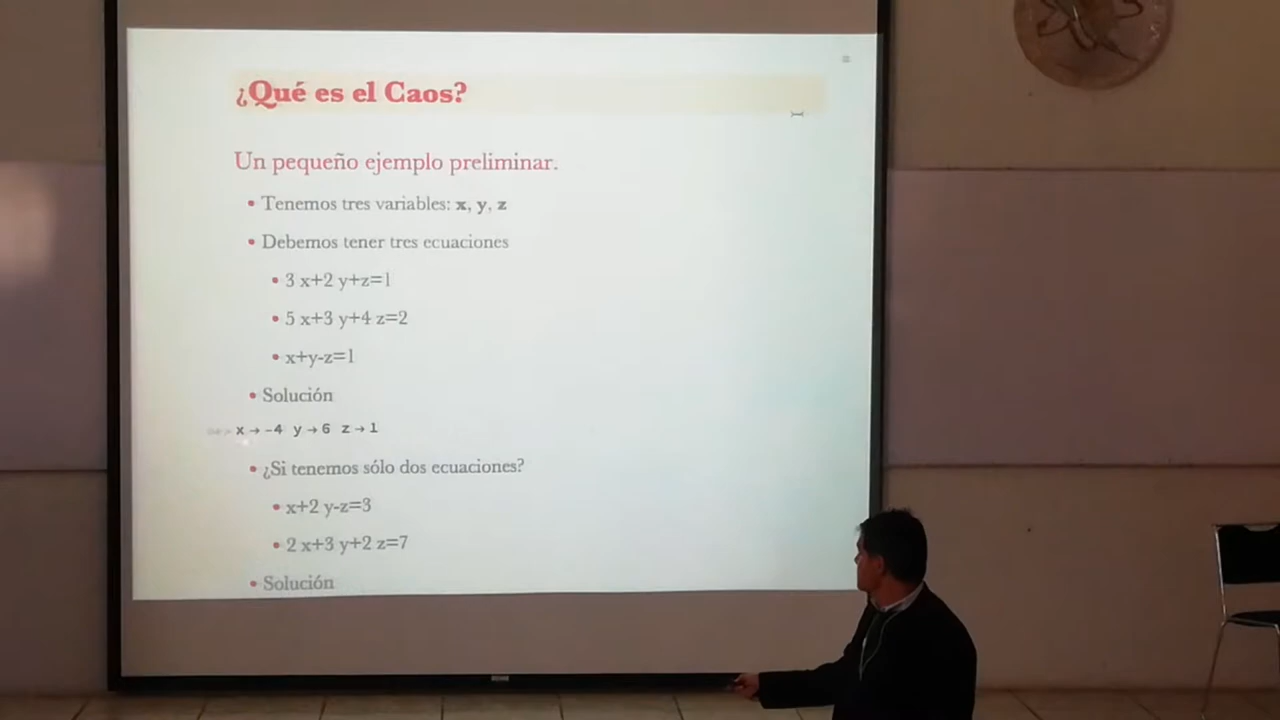 ¿Qué es el Caos?
Un pequeño ejemplo preliminar.
• Tenemos tres variables: x, y, z
• Debemos tener tres ecuaciones
• 3 x+2 y+z=1
• 5 x+3 y+4 z=2
• x+y-z=1
• Solución
x → -4 y → 6 z → 1
• ¿Si tenemos sólo dos ecuaciones?
• x+2 y-z=3
• 2 x+3 y+2 z=7
• Solución